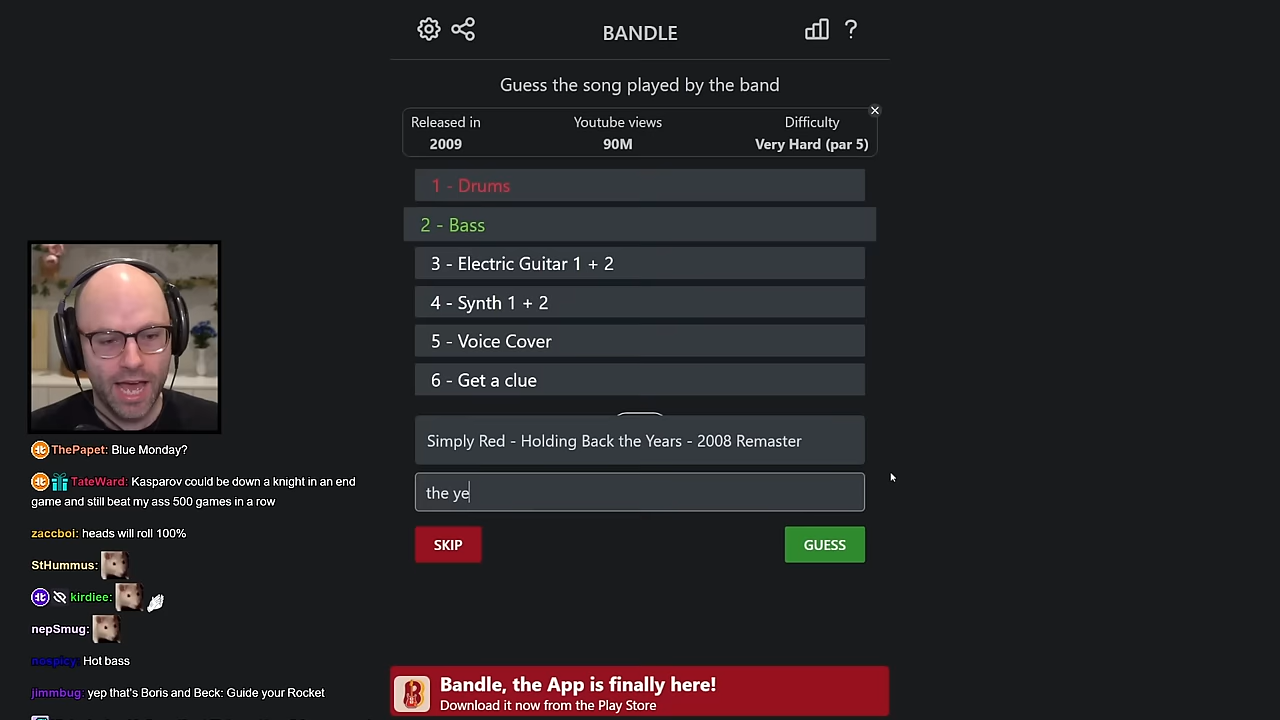 BANDLE
?
Guess the song played by the band
Released in
2009
Youtube views
90M
Difficulty
Very Hard (par 5)
1 - Drums
2 - Bass
3 - Electric Guitar 1 + 2
4 - Synth 1 + 2
5 - Voice Cover
6 - Get a clue
Simply Red - Holding Back the Years - 2008 Remaster
the ye
SKIP
GUESS
Bandle, the App is finally here!
Download it now from the Play Store
ThePapet: Blue Monday?
TateWard: Kasparov could be down a knight in an end
game and still beat my ass 500 games in a row
zaccboi: heads will roll 100%
StHummus:
kirdiee:
nepSmug:
nospicy: Hot bass
jimmbug: yep that's Boris and Beck: Guide your Rocket